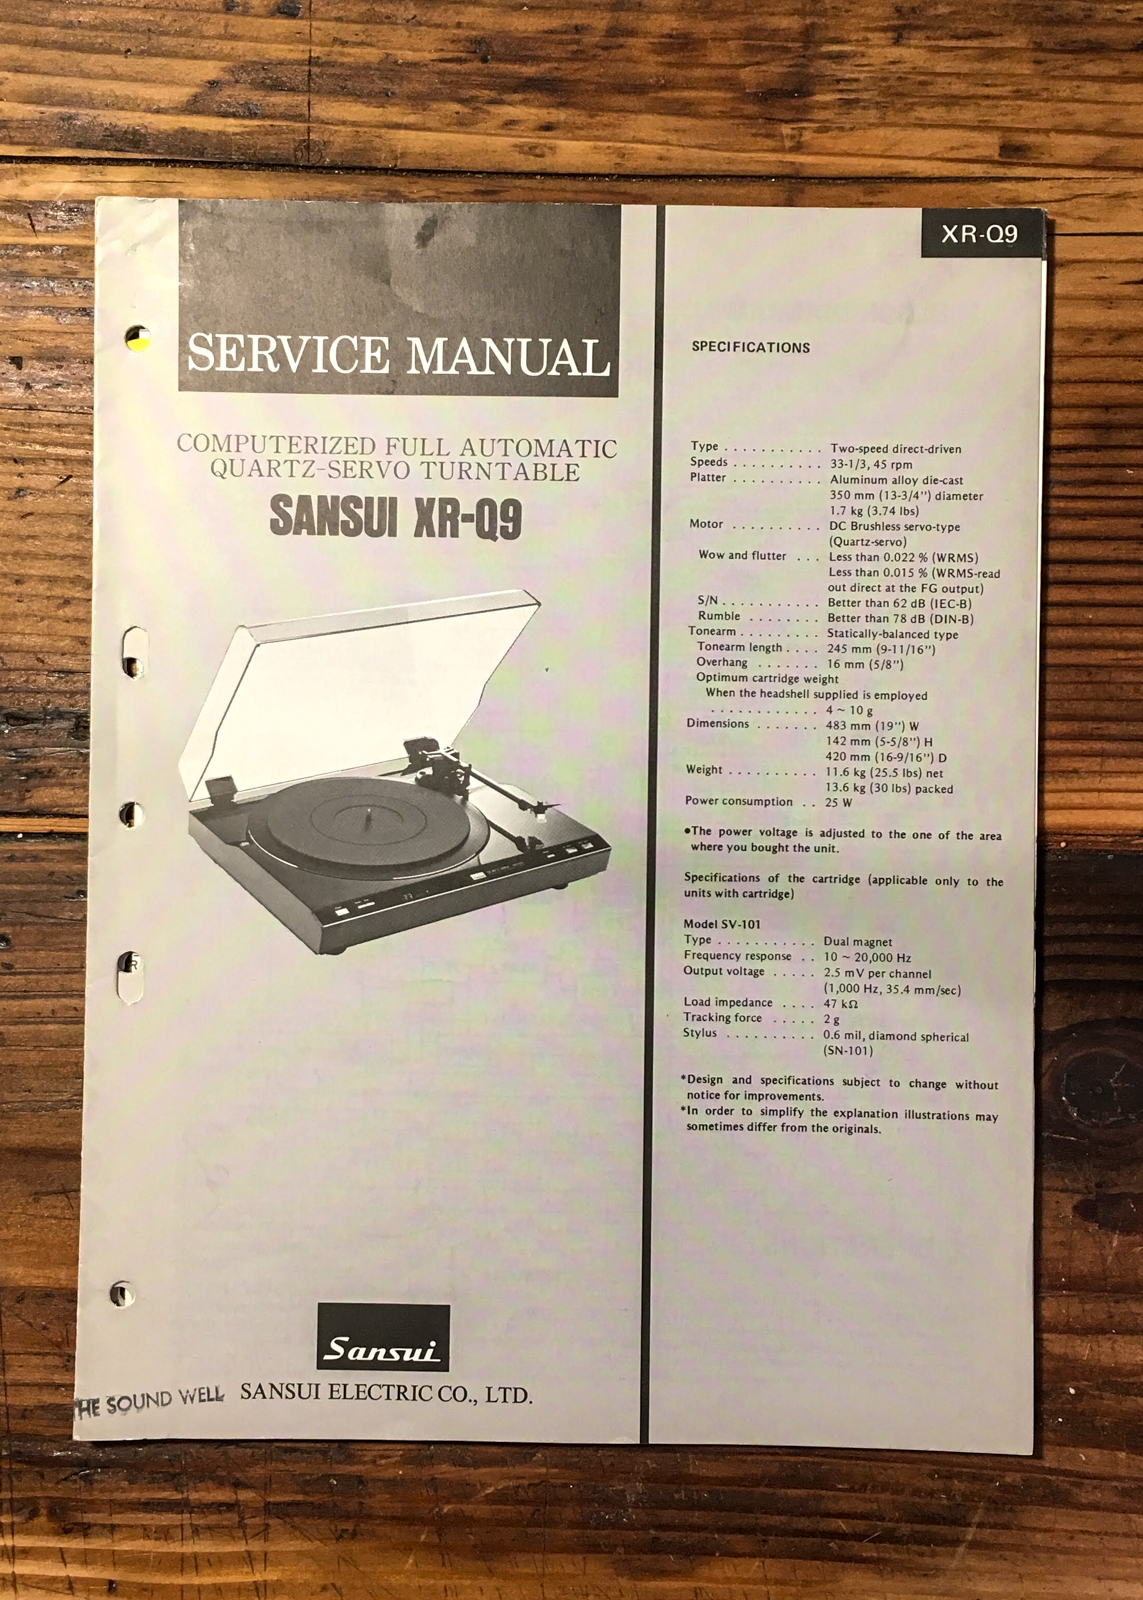 SERVICE MANUAL
COMPUTERIZED FULL AUTOMATIC
QUARTZ-SERVO TURNTABLE
SANSUI XR-Q9
Sansui
SANSUI ELECTRIC CO., LTD.
HE SOUND WELL
XR-Q9
SPECIFICATIONS
Type . . . . . . . . . . . Two-speed direct-driven
Speeds . . . . . . . . . . 33-1/3, 45 rpm
Platter . . . . . . . . . . Aluminum alloy die-cast
350 mm (13-3/4") diameter
1.7 kg (3.74 lbs)
Motor . . . . . . . . . . DC Brushless servo-type
(Quartz-servo)
Wow and flutter . . . Less than 0.022 % (WRMS)
Less than 0.015 % (WRMS-read
out direct at the FG output)
S/N . . . . . . . . . . . Better than 62 dB (IEC-B)
Rumble . . . . . . . . Better than 78 dB (DIN-B)
Tonearm . . . . . . . . . Statically-balanced type
Tonearm length . . . . 245 mm (9-11/16")
Overhang . . . . . . . 16 mm (5/8")
Optimum cartridge weight
When the headshell supplied is employed
. . . . . . . . . . . . 4 ~ 10 g
Dimensions . . . . . . . 483 mm (19") W
142 mm (5-5/8") H
420 mm (16-9/16") D
Weight . . . . . . . . . . 11.6 kg (25.5 lbs) net
13.6 kg (30 lbs) packed
Power consumption . . 25 W
●The power voltage is adjusted to the one of the area
where you bought the unit.
Specifications of the cartridge (applicable only to the
units with cartridge)
Model SV-101
Type . . . . . . . . . . . Dual magnet
Frequency response . . 10 ~ 20,000 Hz
Output voltage . . . . . 2.5 mV per channel
(1,000 Hz, 35.4 mm/sec)
Load impedance . . . . 47 kΩ
Tracking force . . . . . 2 g
Stylus . . . . . . . . . . 0.6 mil, diamond spherical
(SN-101)
*Design and specifications subject to change without
notice for improvements.
*In order to simplify the explanation illustrations may
sometimes differ from the originals.